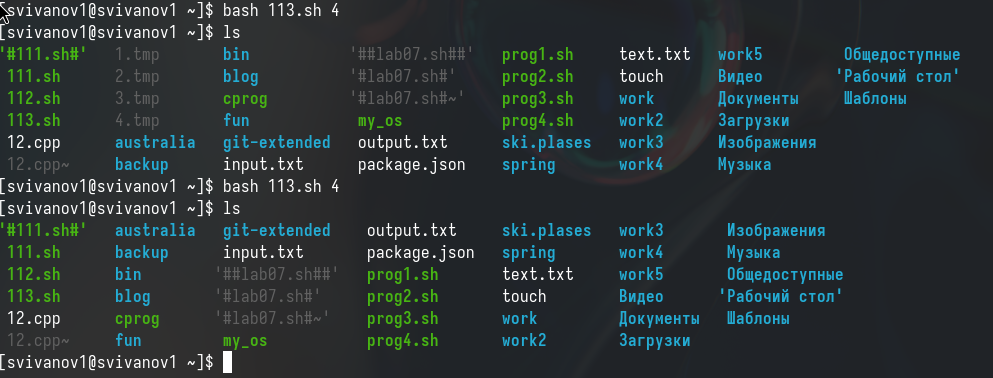 [svivanov1@svivanov1 ~]$ bash 113.sh 4
[svivanov1@svivanov1 ~]$ ls
'#111.sh#' 1.tmp bin '##lab07.sh##' prog1.sh text.txt work5 Общедоступные
111.sh 2.tmp blog '#lab07.sh#' prog2.sh touch Видео 'Рабочий стол'
112.sh 3.tmp cprog '#lab07.sh#~' prog3.sh work Документы Шаблоны
113.sh 4.tmp fun my_os prog4.sh work2 Загрузки
12.cpp australia git-extended output.txt ski.plases work3 Изображения
12.cpp~ backup input.txt package.json spring work4 Музыка
[svivanov1@svivanov1 ~]$ bash 113.sh 4
[svivanov1@svivanov1 ~]$ ls
'#111.sh#' australia git-extended output.txt ski.plases work3 Изображения
111.sh backup input.txt package.json spring work4 Музыка
112.sh bin '##lab07.sh##' prog1.sh text.txt work5 Общедоступные
113.sh blog '#lab07.sh#' prog2.sh touch Видео 'Рабочий стол'
12.cpp cprog '#lab07.sh#~' prog3.sh work Документы Шаблоны
12.cpp~ fun my_os prog4.sh work2 Загрузки
[svivanov1@svivanov1 ~]$